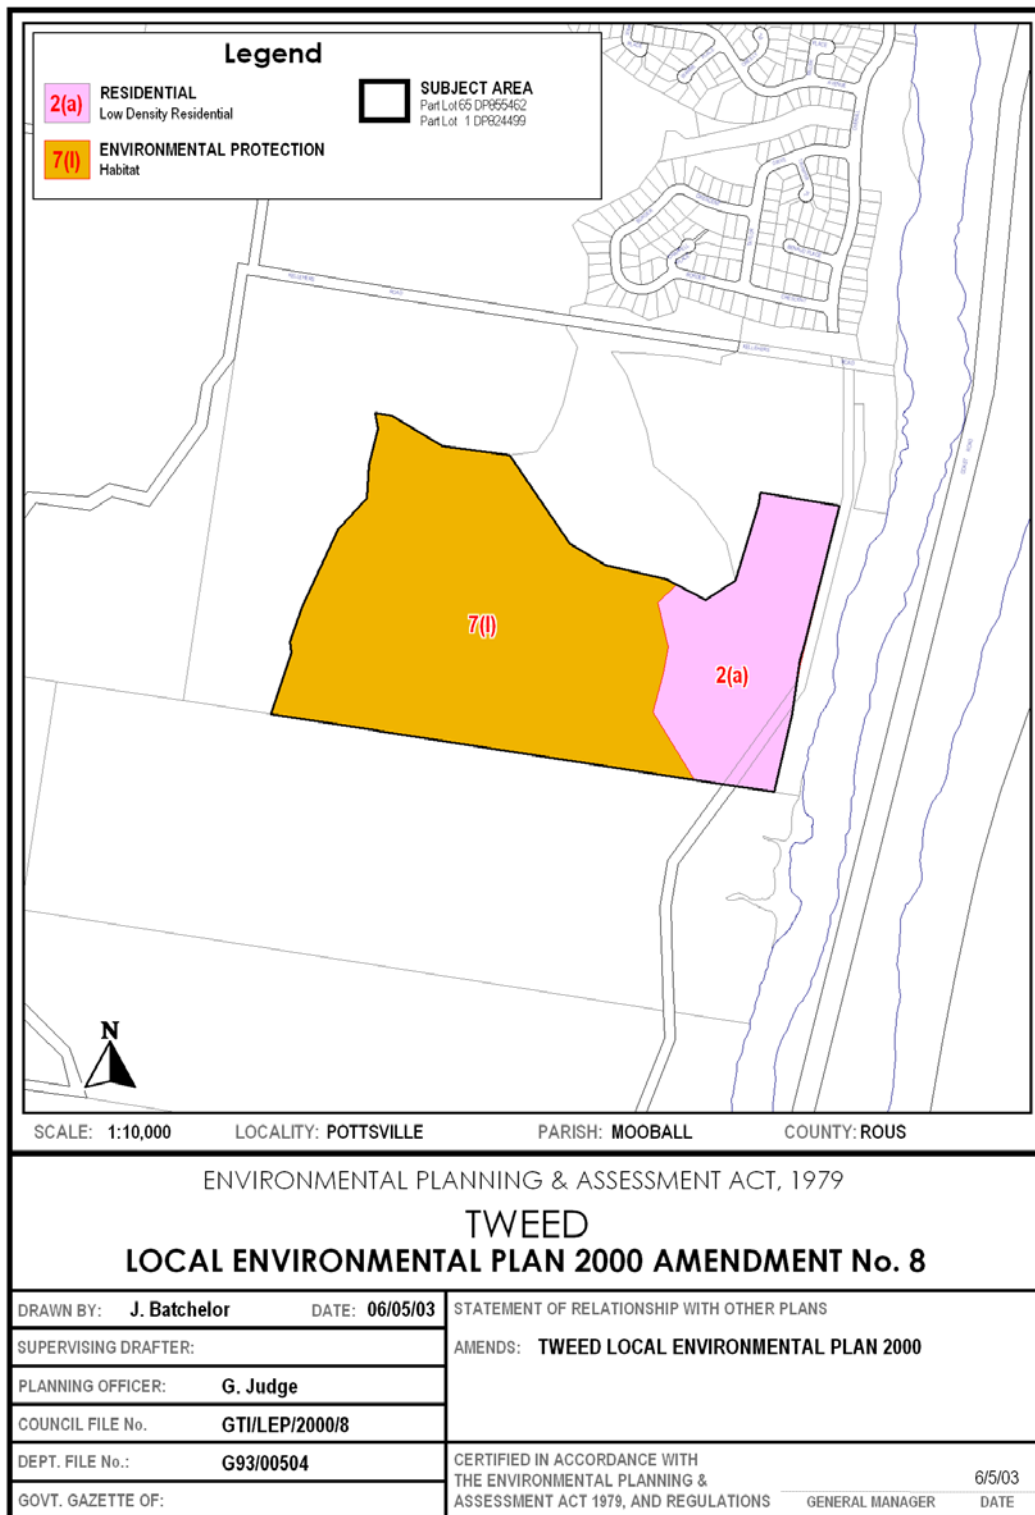 Legend
2(a) RESIDENTIAL
Low Density Residential
7(l) ENVIRONMENTAL PROTECTION
Habitat
SUBJECT AREA
Part Lot 65 DP855462
Part Lot 1 DP824499
ROAD
ROAD
CRESCENT
COAST ROAD
7(l)
2(a)
N
SCALE: 1:10,000 LOCALITY: POTTSVILLE PARISH: MOOBALL COUNTY: ROUS
ENVIRONMENTAL PLANNING & ASSESSMENT ACT, 1979
TWEED
LOCAL ENVIRONMENTAL PLAN 2000 AMENDMENT No. 8
DRAWN BY: J. Batchelor DATE: 06/05/03
SUPERVISING DRAFTER:
PLANNING OFFICER: G. Judge
COUNCIL FILE No. GTI/LEP/2000/8
DEPT. FILE No.: G93/00504
GOVT. GAZETTE OF:
STATEMENT OF RELATIONSHIP WITH OTHER PLANS
AMENDS: TWEED LOCAL ENVIRONMENTAL PLAN 2000
CERTIFIED IN ACCORDANCE WITH
THE ENVIRONMENTAL PLANNING &
ASSESSMENT ACT 1979, AND REGULATIONS
6/5/03
GENERAL MANAGER DATE